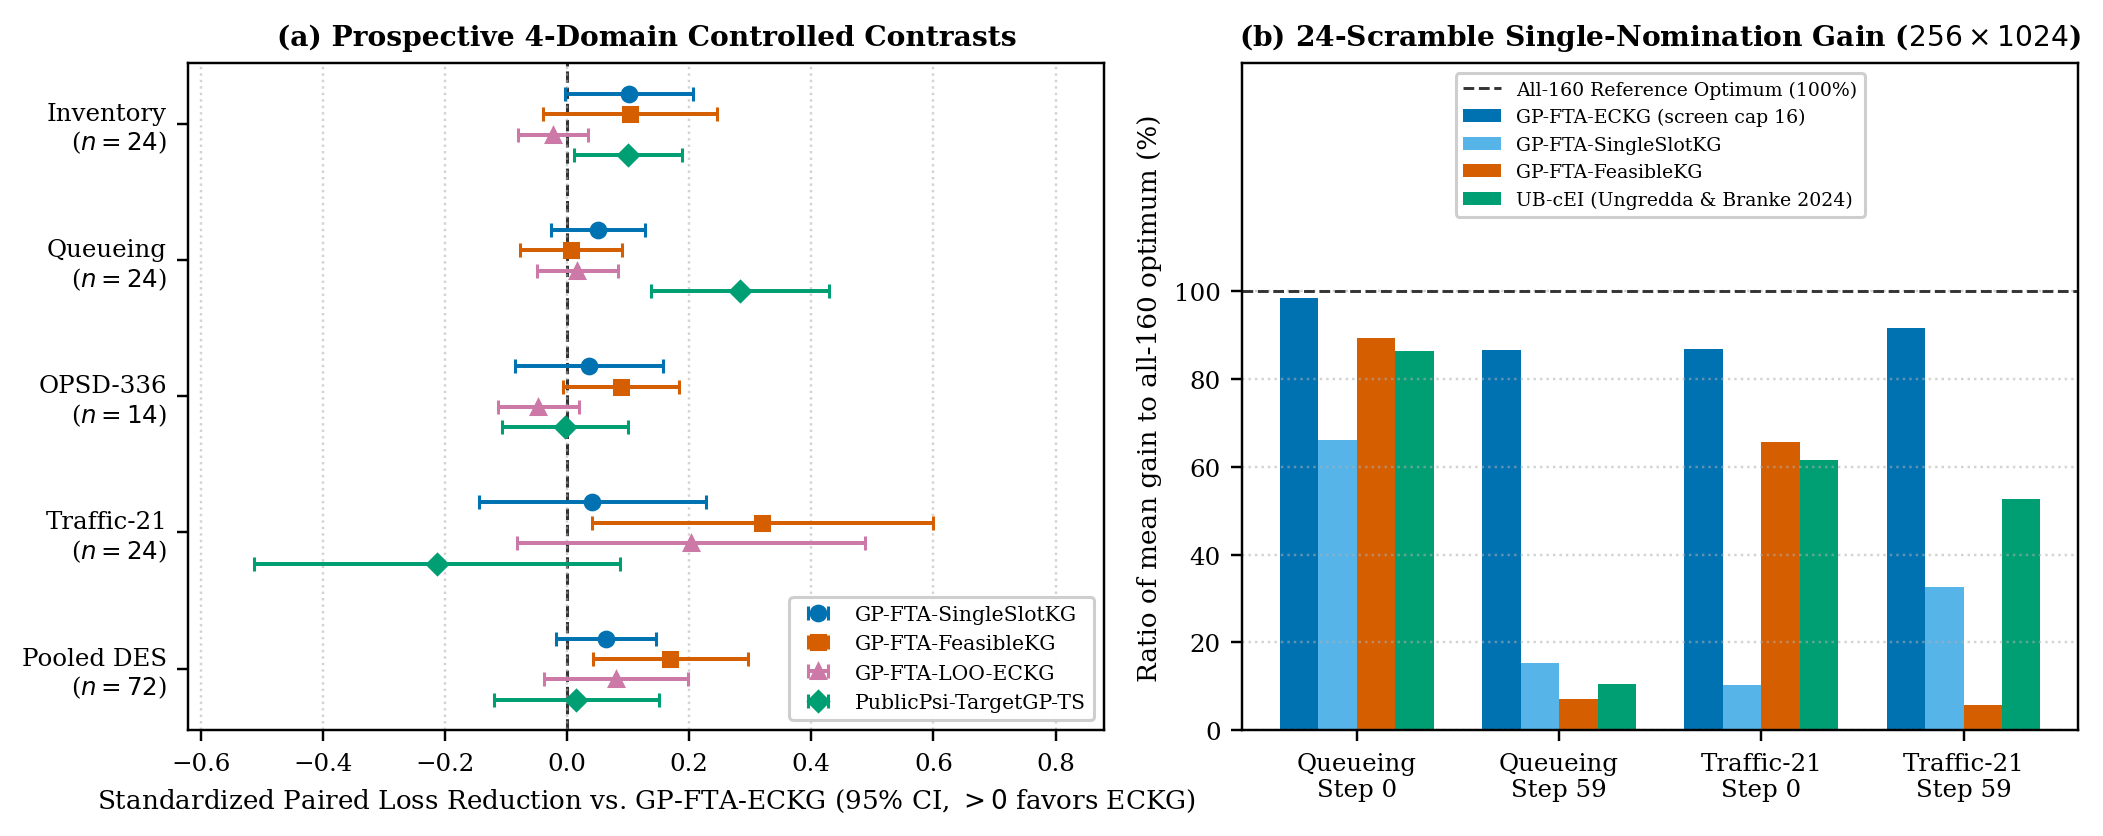 (a) Prospective 4-Domain Controlled Contrasts
Inventory
(n = 24)
Queueing
(n = 24)
OPSD-336
(n = 14)
Traffic-21
(n = 24)
Pooled DES
(n = 72)
GP-FTA-SingleSlotKG
GP-FTA-FeasibleKG
GP-FTA-LOO-ECKG
PublicPsi-TargetGP-TS
−0.6 −0.4 −0.2 0.0 0.2 0.4 0.6 0.8
Standardized Paired Loss Reduction vs. GP-FTA-ECKG (95% CI, >0 favors ECKG)
(b) 24-Scramble Single-Nomination Gain (256 × 1024)
All-160 Reference Optimum (100%)
GP-FTA-ECKG (screen cap 16)
GP-FTA-SingleSlotKG
GP-FTA-FeasibleKG
UB-cEI (Ungredda & Branke 2024)
Ratio of mean gain to all-160 optimum (%)
100
80
60
40
20
0
Queueing
Step 0
Queueing
Step 59
Traffic-21
Step 0
Traffic-21
Step 59